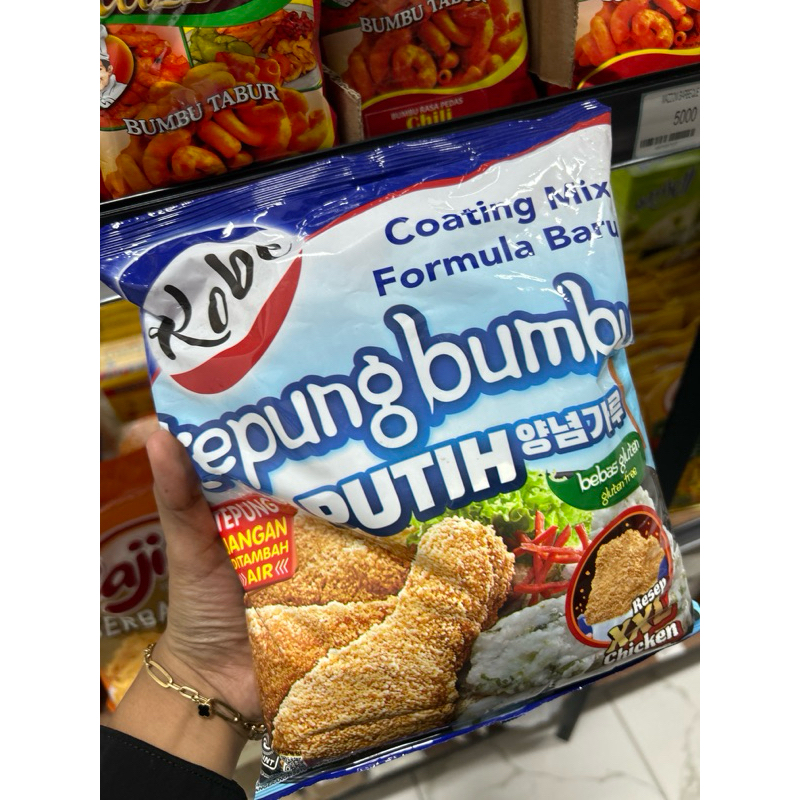 BUMBU TABUR
BUMBU TABUR
BUMBU RASA PEDAS
Chili
5000
Kobe
Coating Mix
Formula Baru
tepung bumbu
PUTIH 양념기루
bebas gluten
gluten free
TEPUNG
JANGAN
DITAMBAH
AIR
Resep
XXL
Chicken